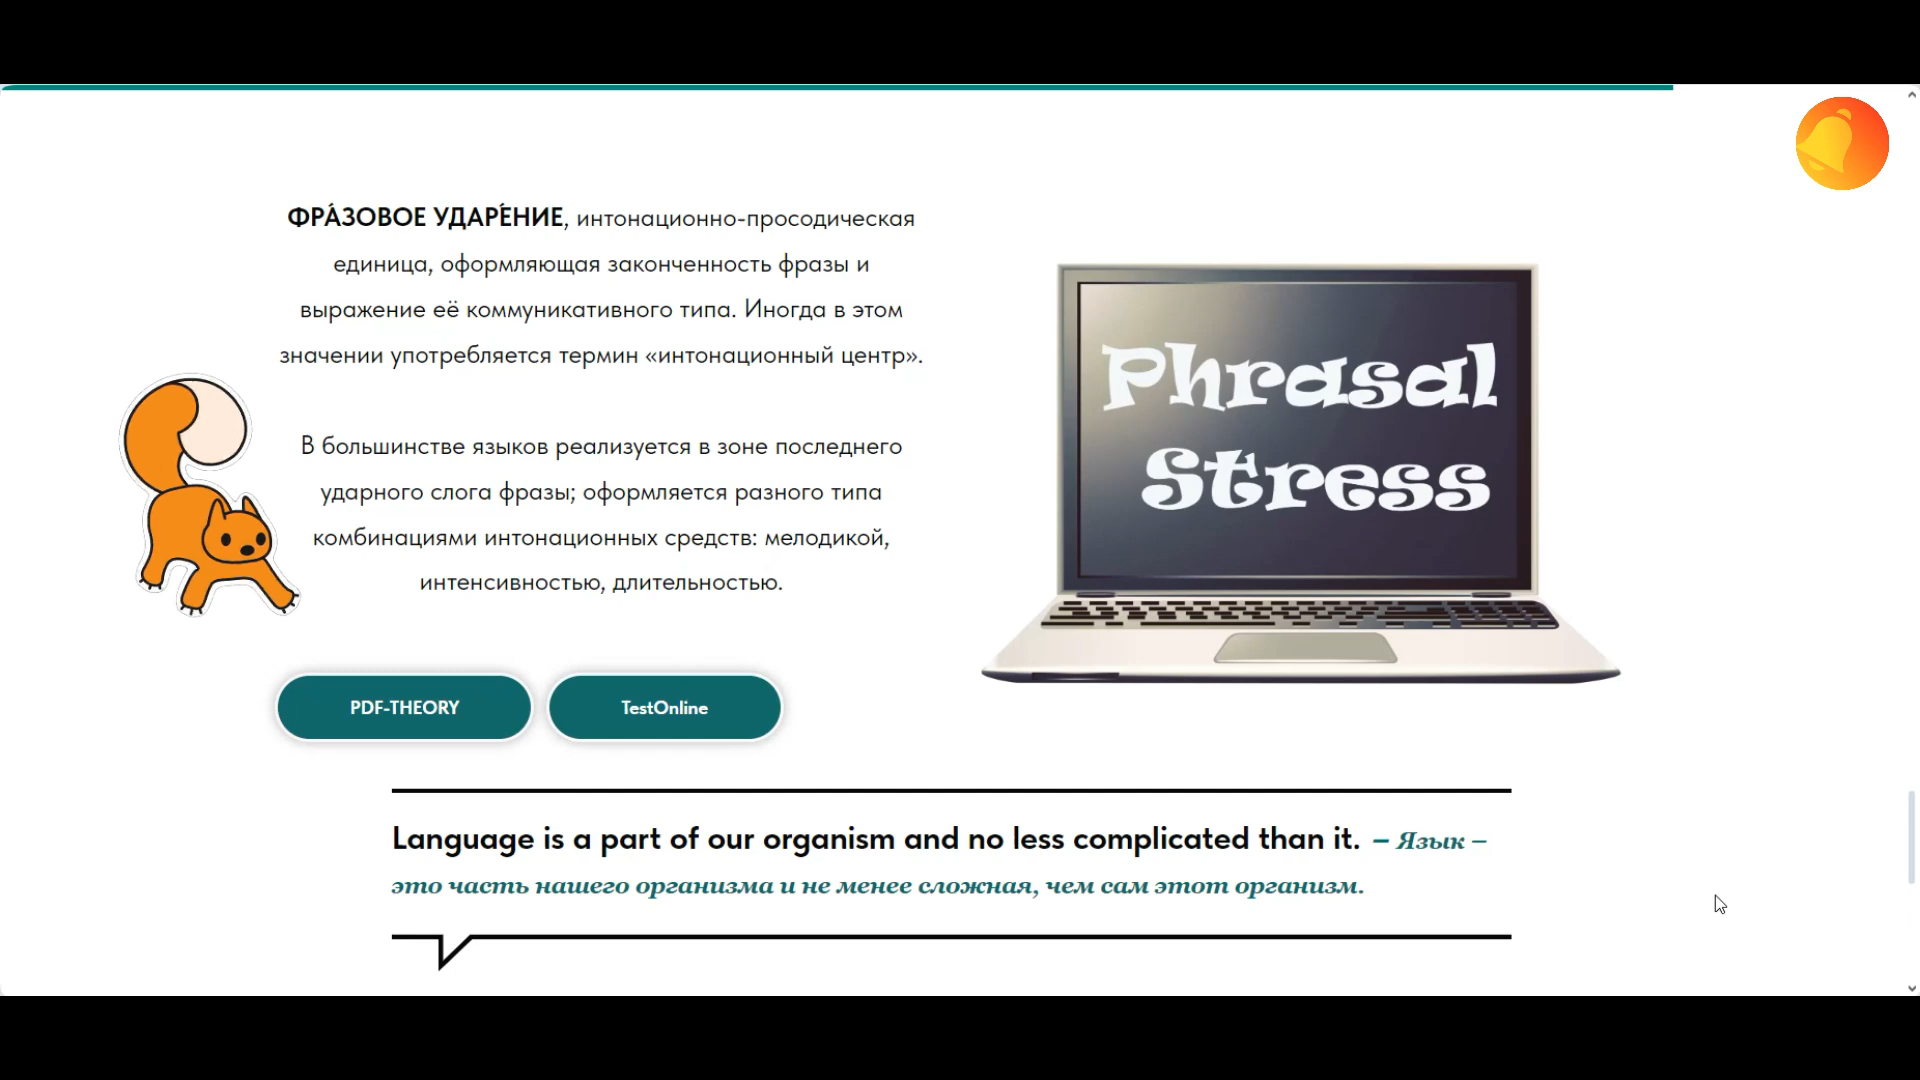 ФРА́ЗОВОЕ УДАРЕ́НИЕ, интонационно-просодическая
единица, оформляющая законченность фразы и
выражение её коммуникативного типа. Иногда в этом
значении употребляется термин «интонационный центр».
В большинстве языков реализуется в зоне последнего
ударного слога фразы; оформляется разного типа
комбинациями интонационных средств: мелодикой,
интенсивностью, длительностью.
Phrasal
Stress
PDF-THEORY
TestOnline
Language is a part of our organism and no less complicated than it. – Язык –
это часть нашего организма и не менее сложная, чем сам этот организм.